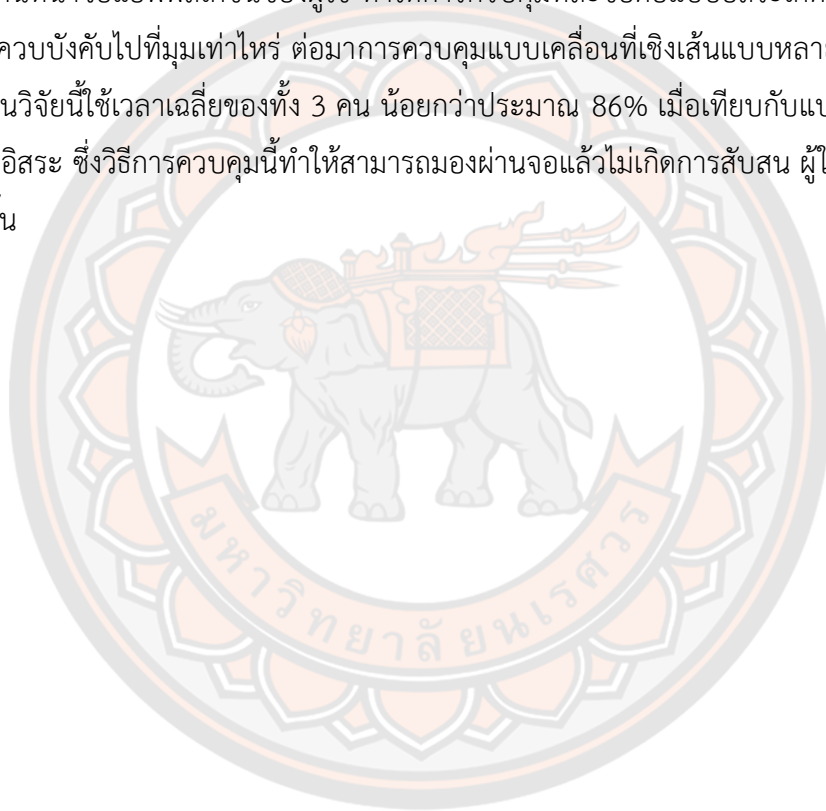 ควบบังคับไปที่มุมเท่าไหร่ ต่อมาการควบคุมแบบเคลื่อนที่เชิงเส้นแบบหลา
นวิจัยนี้ใช้เวลาเฉลี่ยของทั้ง 3 คน น้อยกว่าประมาณ 86% เมื่อเทียบกับแบ
อิสระ ซึ่งวิธีการควบคุมนี้ทำให้สามารถมองผ่านจอแล้วไม่เกิดการสับสน ผู้ใ
้น
มหาวิทยาลัยนเรศวร